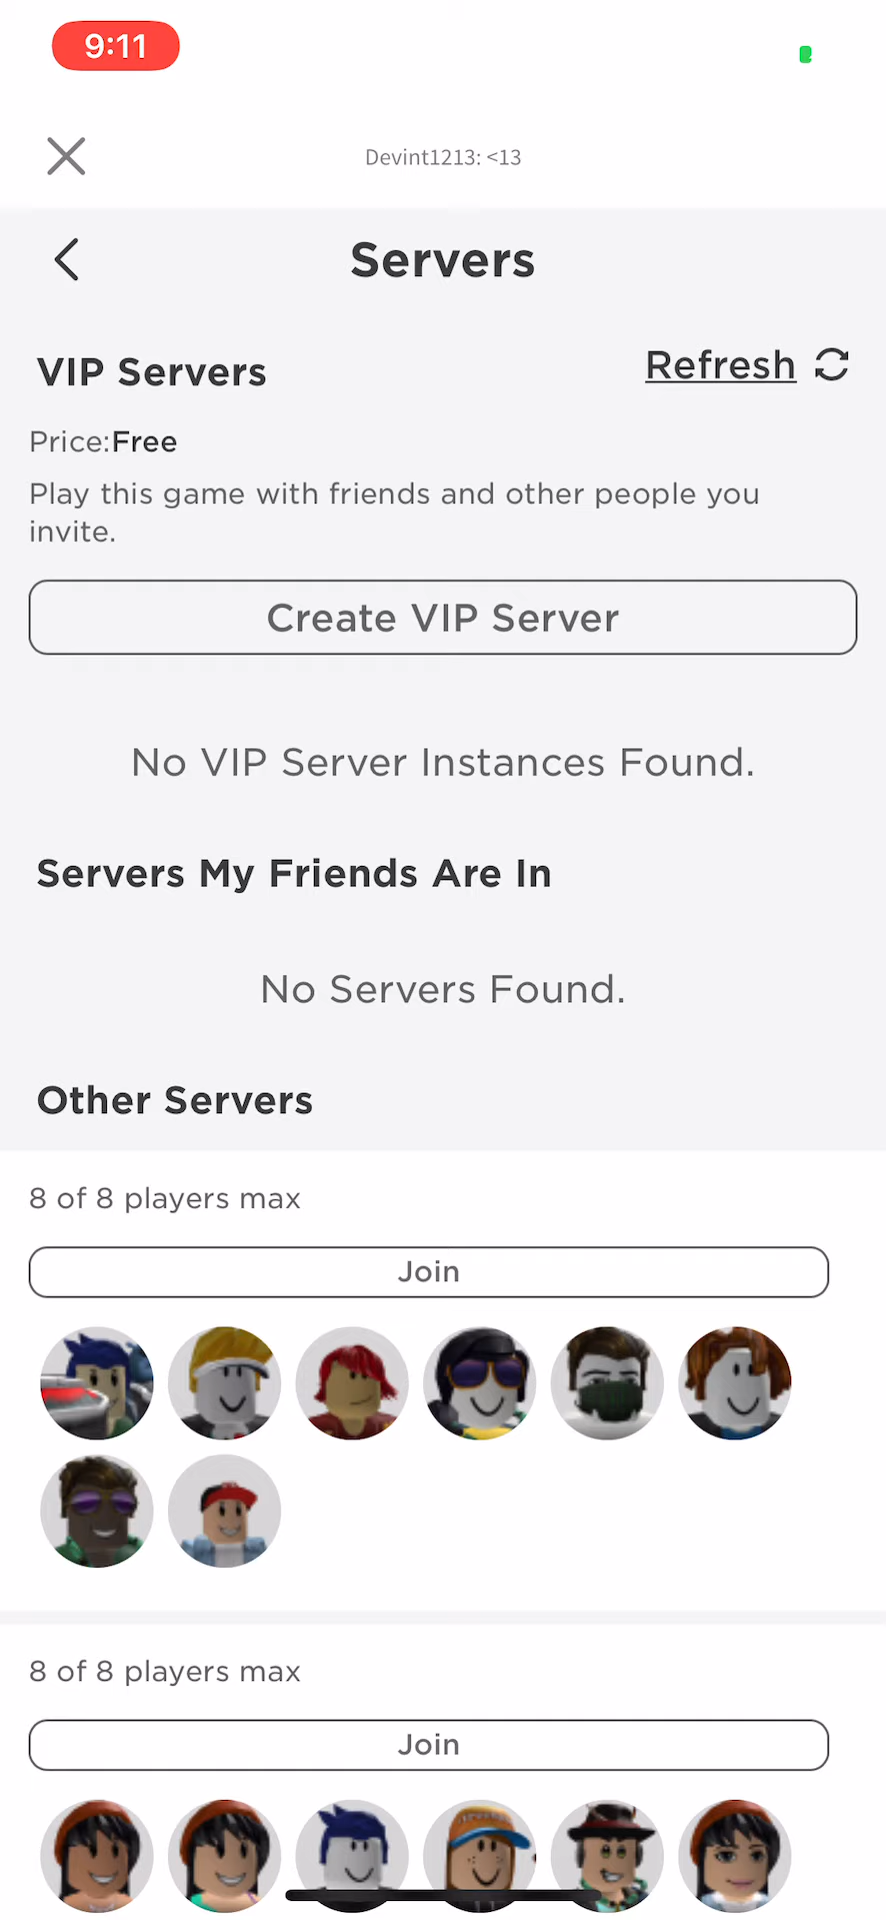 9:11
Devint1213: <13
Servers
VIP Servers
Refresh
Price:Free
Play this game with friends and other people you
invite.
Create VIP Server
No VIP Server Instances Found.
Servers My Friends Are In
No Servers Found.
Other Servers
8 of 8 players max
Join
8 of 8 players max
Join